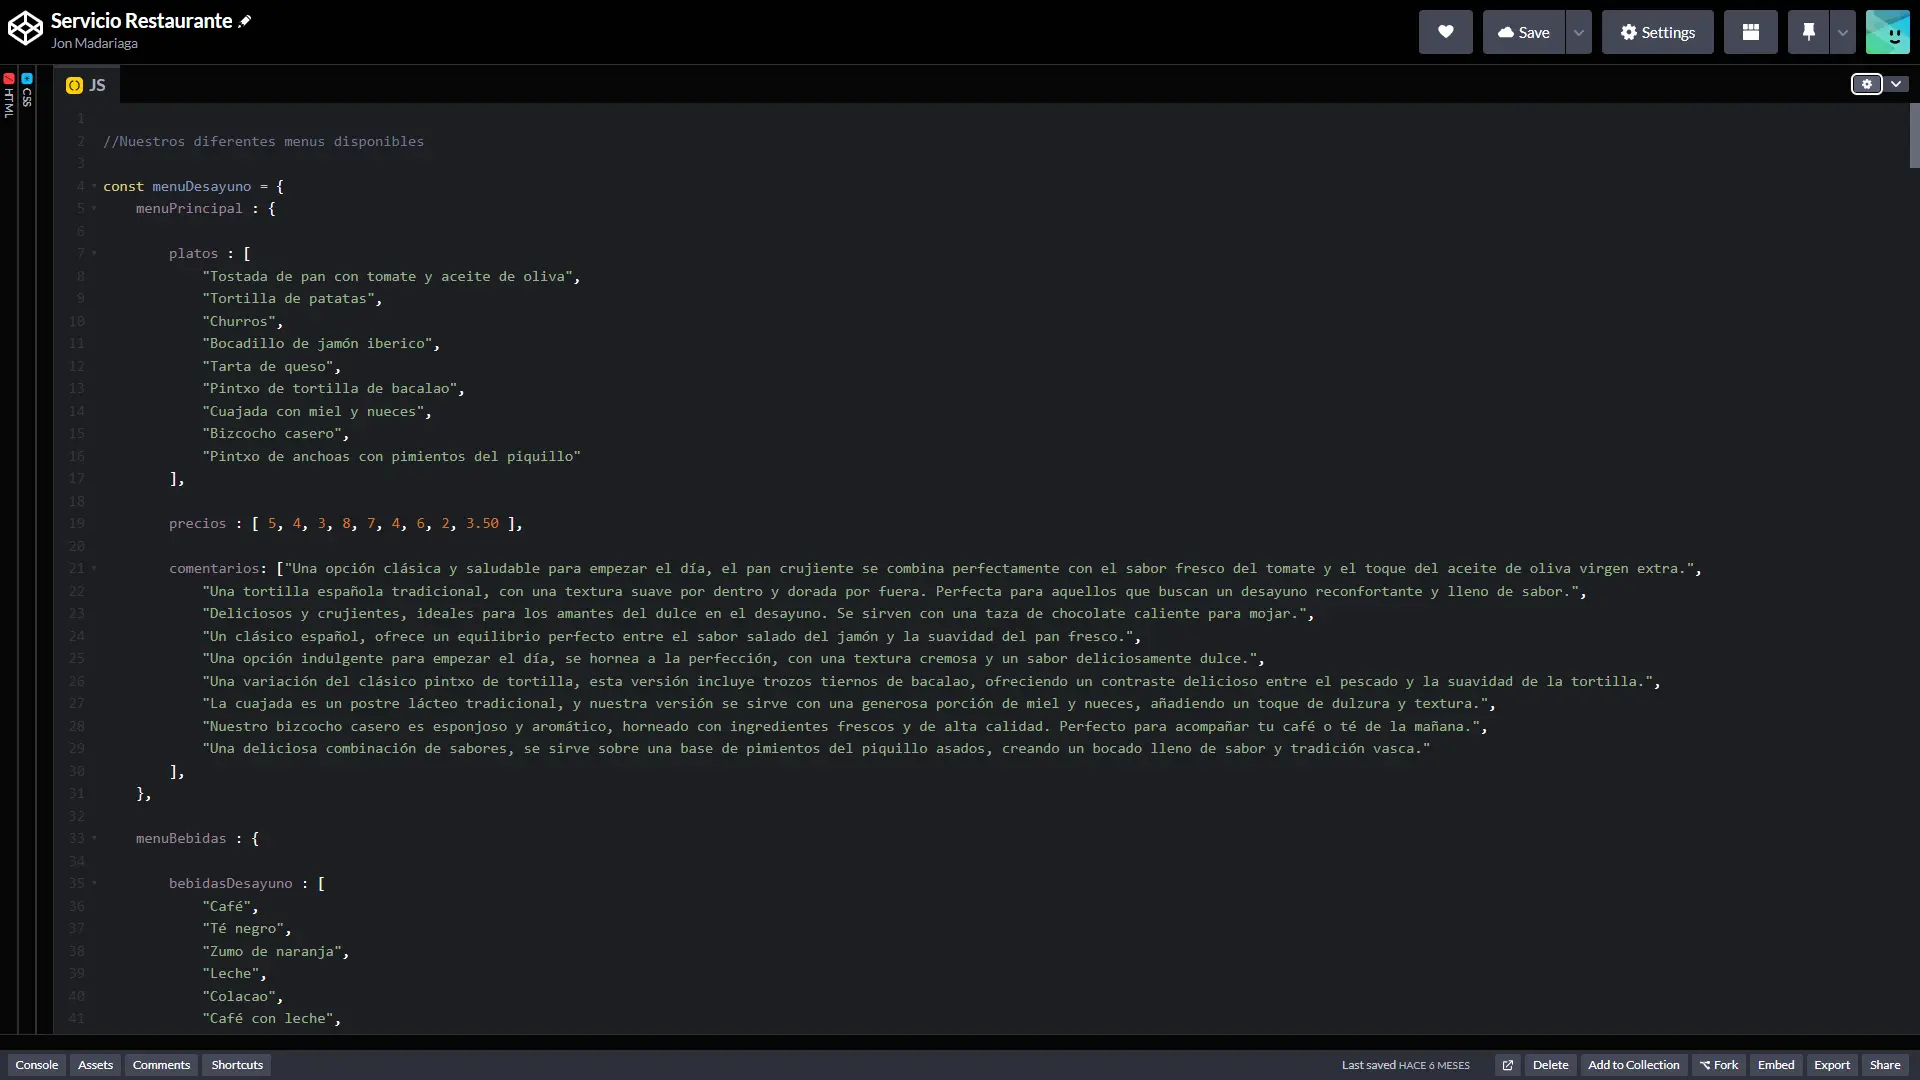 Servicio Restaurante
Jon Madariaga
Save
Settings
HTML
CSS
JS
1
2 //Nuestros diferentes menus disponibles
3
4 const menuDesayuno = {
5 menuPrincipal : {
6
7 platos : [
8 "Tostada de pan con tomate y aceite de oliva",
9 "Tortilla de patatas",
10 "Churros",
11 "Bocadillo de jamón iberico",
12 "Tarta de queso",
13 "Pintxo de tortilla de bacalao",
14 "Cuajada con miel y nueces",
15 "Bizcocho casero",
16 "Pintxo de anchoas con pimientos del piquillo"
17 ],
18
19 precios : [ 5, 4, 3, 8, 7, 4, 6, 2, 3.50 ],
20
21 comentarios: ["Una opción clásica y saludable para empezar el día, el pan crujiente se combina perfectamente con el sabor fresco del tomate y el toque del aceite de oliva virgen extra.",
22 "Una tortilla española tradicional, con una textura suave por dentro y dorada por fuera. Perfecta para aquellos que buscan un desayuno reconfortante y lleno de sabor.",
23 "Deliciosos y crujientes, ideales para los amantes del dulce en el desayuno. Se sirven con una taza de chocolate caliente para mojar.",
24 "Un clásico español, ofrece un equilibrio perfecto entre el sabor salado del jamón y la suavidad del pan fresco.",
25 "Una opción indulgente para empezar el día, se hornea a la perfección, con una textura cremosa y un sabor deliciosamente dulce.",
26 "Una variación del clásico pintxo de tortilla, esta versión incluye trozos tiernos de bacalao, ofreciendo un contraste delicioso entre el pescado y la suavidad de la tortilla.",
27 "La cuajada es un postre lácteo tradicional, y nuestra versión se sirve con una generosa porción de miel y nueces, añadiendo un toque de dulzura y textura.",
28 "Nuestro bizcocho casero es esponjoso y aromático, horneado con ingredientes frescos y de alta calidad. Perfecto para acompañar tu café o té de la mañana.",
29 "Una deliciosa combinación de sabores, se sirve sobre una base de pimientos del piquillo asados, creando un bocado lleno de sabor y tradición vasca."
30 ],
31 },
32
33 menuBebidas : {
34
35 bebidasDesayuno : [
36 "Café",
37 "Té negro",
38 "Zumo de naranja",
39 "Leche",
40 "Colacao",
41 "Café con leche",
Console Assets Comments Shortcuts Last saved HACE 6 MESES Delete Add to Collection Fork Embed Export Share